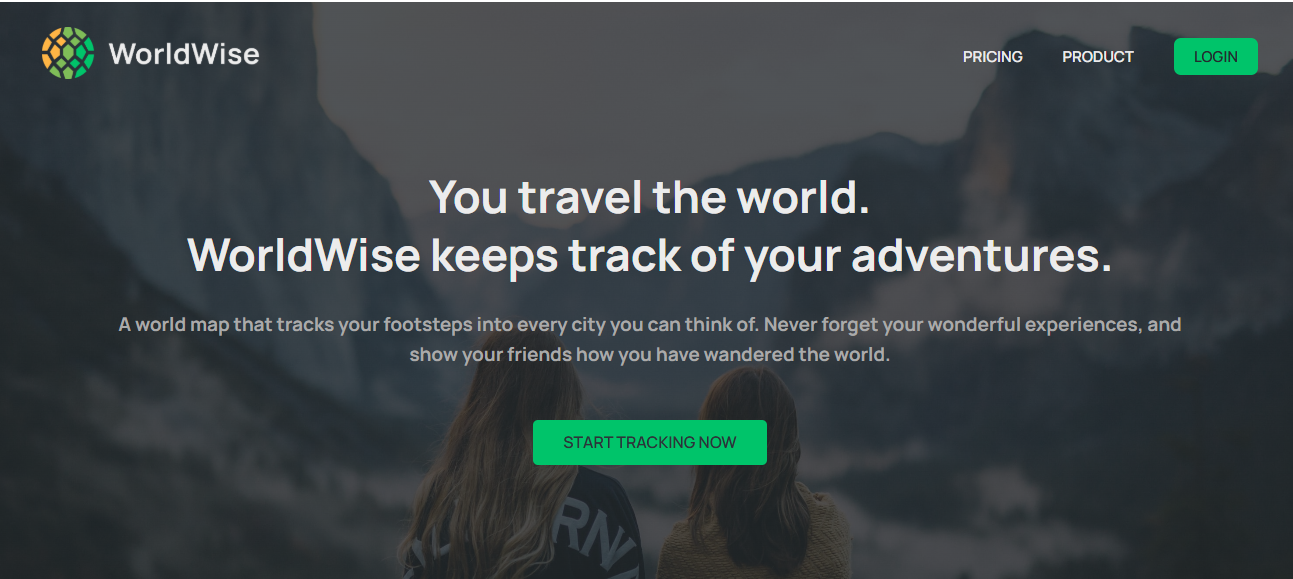 WorldWise
PRICING
PRODUCT
LOGIN
You travel the world.
WorldWise keeps track of your adventures.
A world map that tracks your footsteps into every city you can think of. Never forget your wonderful experiences, and
show your friends how you have wandered the world.
START TRACKING NOW
RNI